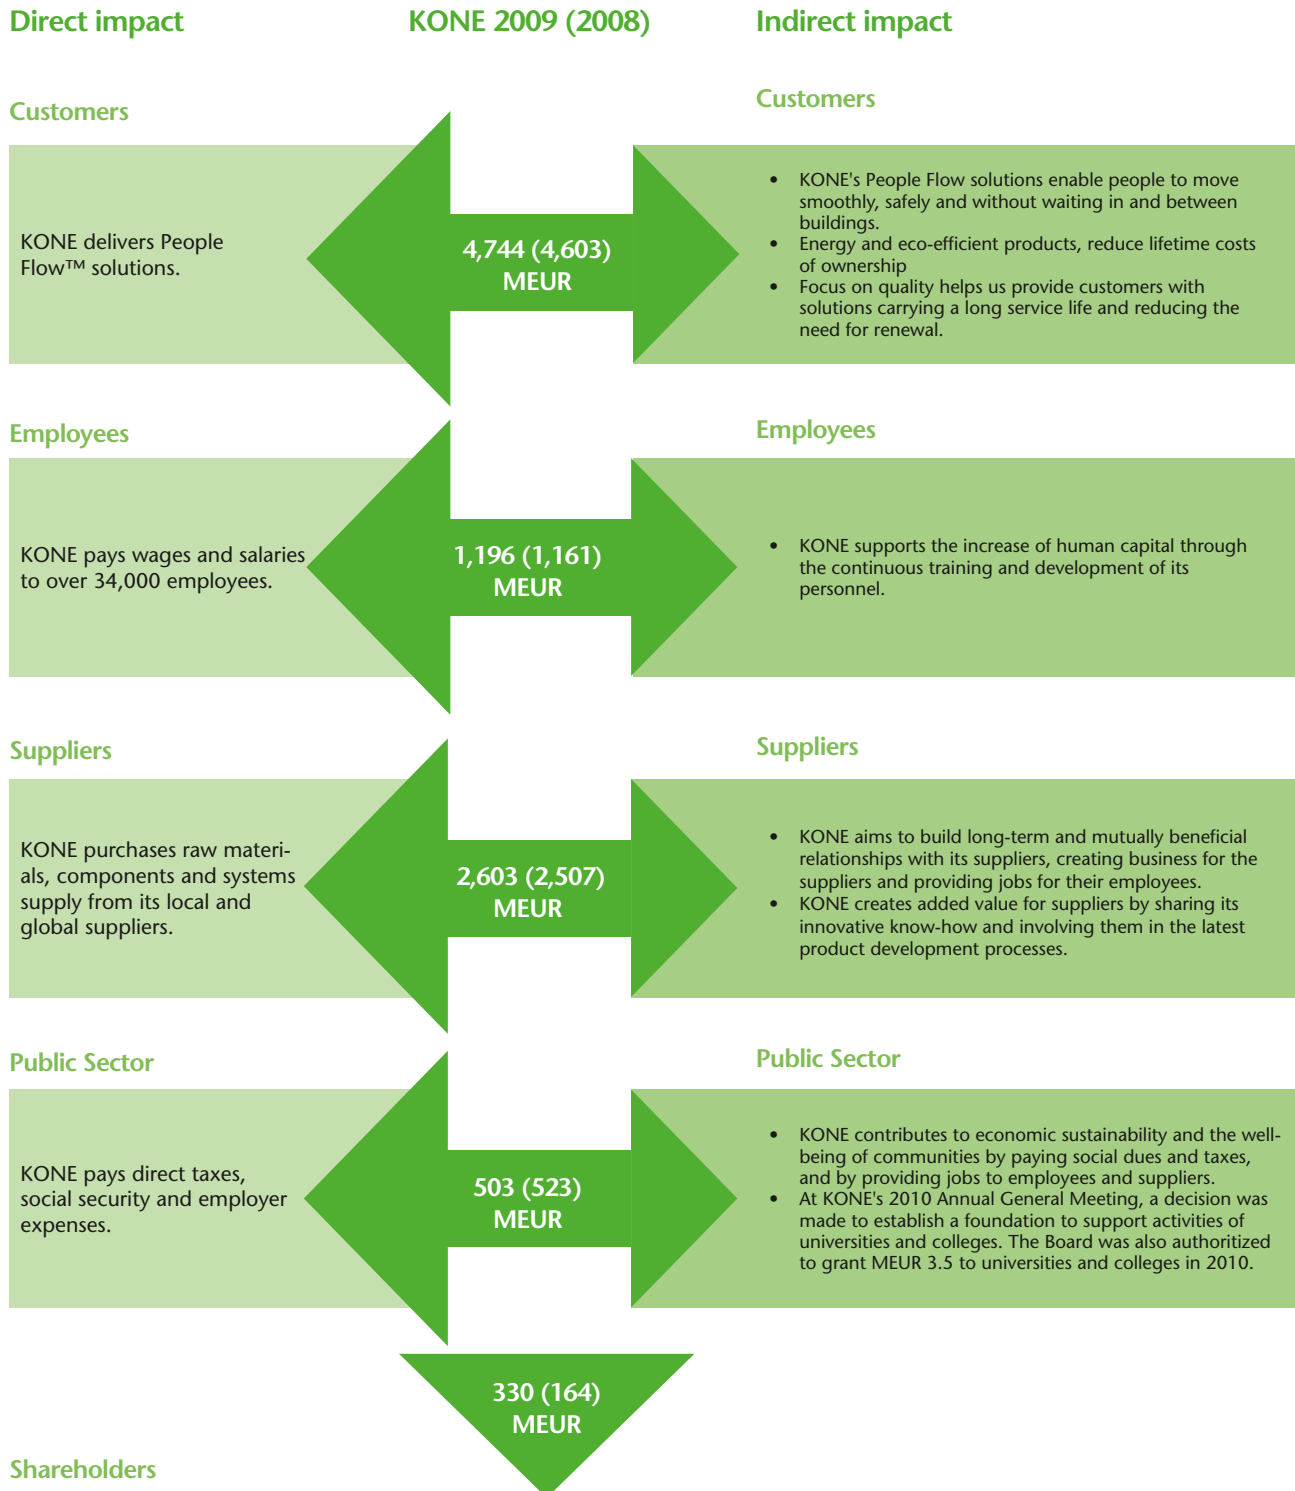 Direct impact
KONE 2009 (2008)
Indirect impact
Customers
KONE delivers People
Flow™ solutions.
4,744 (4,603)
MEUR
Customers
• KONE's People Flow solutions enable people to move
smoothly, safely and without waiting in and between
buildings.
• Energy and eco-efficient products, reduce lifetime costs
of ownership
• Focus on quality helps us provide customers with
solutions carrying a long service life and reducing the
need for renewal.
Employees
KONE pays wages and salaries
to over 34,000 employees.
1,196 (1,161)
MEUR
Employees
• KONE supports the increase of human capital through
the continuous training and development of its
personnel.
Suppliers
KONE purchases raw materi-
als, components and systems
supply from its local and
global suppliers.
2,603 (2,507)
MEUR
Suppliers
• KONE aims to build long-term and mutually beneficial
relationships with its suppliers, creating business for the
suppliers and providing jobs for their employees.
• KONE creates added value for suppliers by sharing its
innovative know-how and involving them in the latest
product development processes.
Public Sector
KONE pays direct taxes,
social security and employer
expenses.
503 (523)
MEUR
Public Sector
• KONE contributes to economic sustainability and the well-
being of communities by paying social dues and taxes,
and by providing jobs to employees and suppliers.
• At KONE's 2010 Annual General Meeting, a decision was
made to establish a foundation to support activities of
universities and colleges. The Board was also authoritized
to grant MEUR 3.5 to universities and colleges in 2010.
330 (164)
MEUR
Shareholders